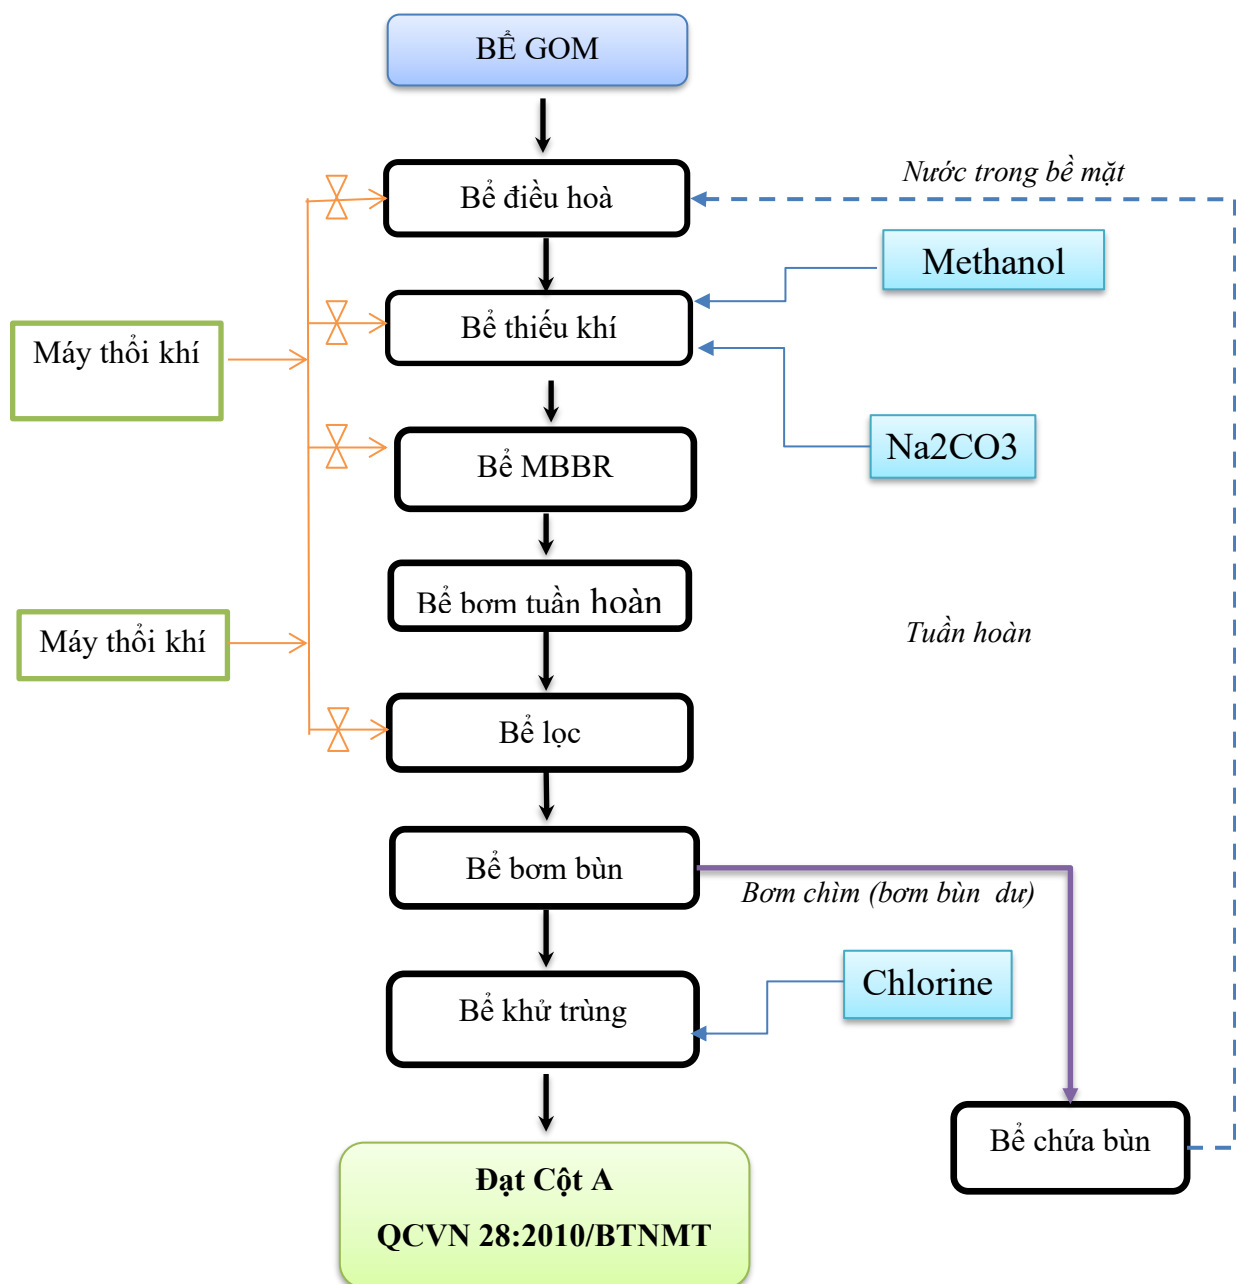 BỂ GOM
Bể điều hoà
Nước trong bề mặt
Methanol
Bể thiếu khí
Máy thổi khí
Na2CO3
Bể MBBR
Bể bơm tuần hoàn
Tuần hoàn
Máy thổi khí
Bể lọc
Bể bơm bùn
Bơm chìm (bơm bùn dư)
Chlorine
Bể khử trùng
Bể chứa bùn
Đạt Cột A
QCVN 28:2010/BTNMT